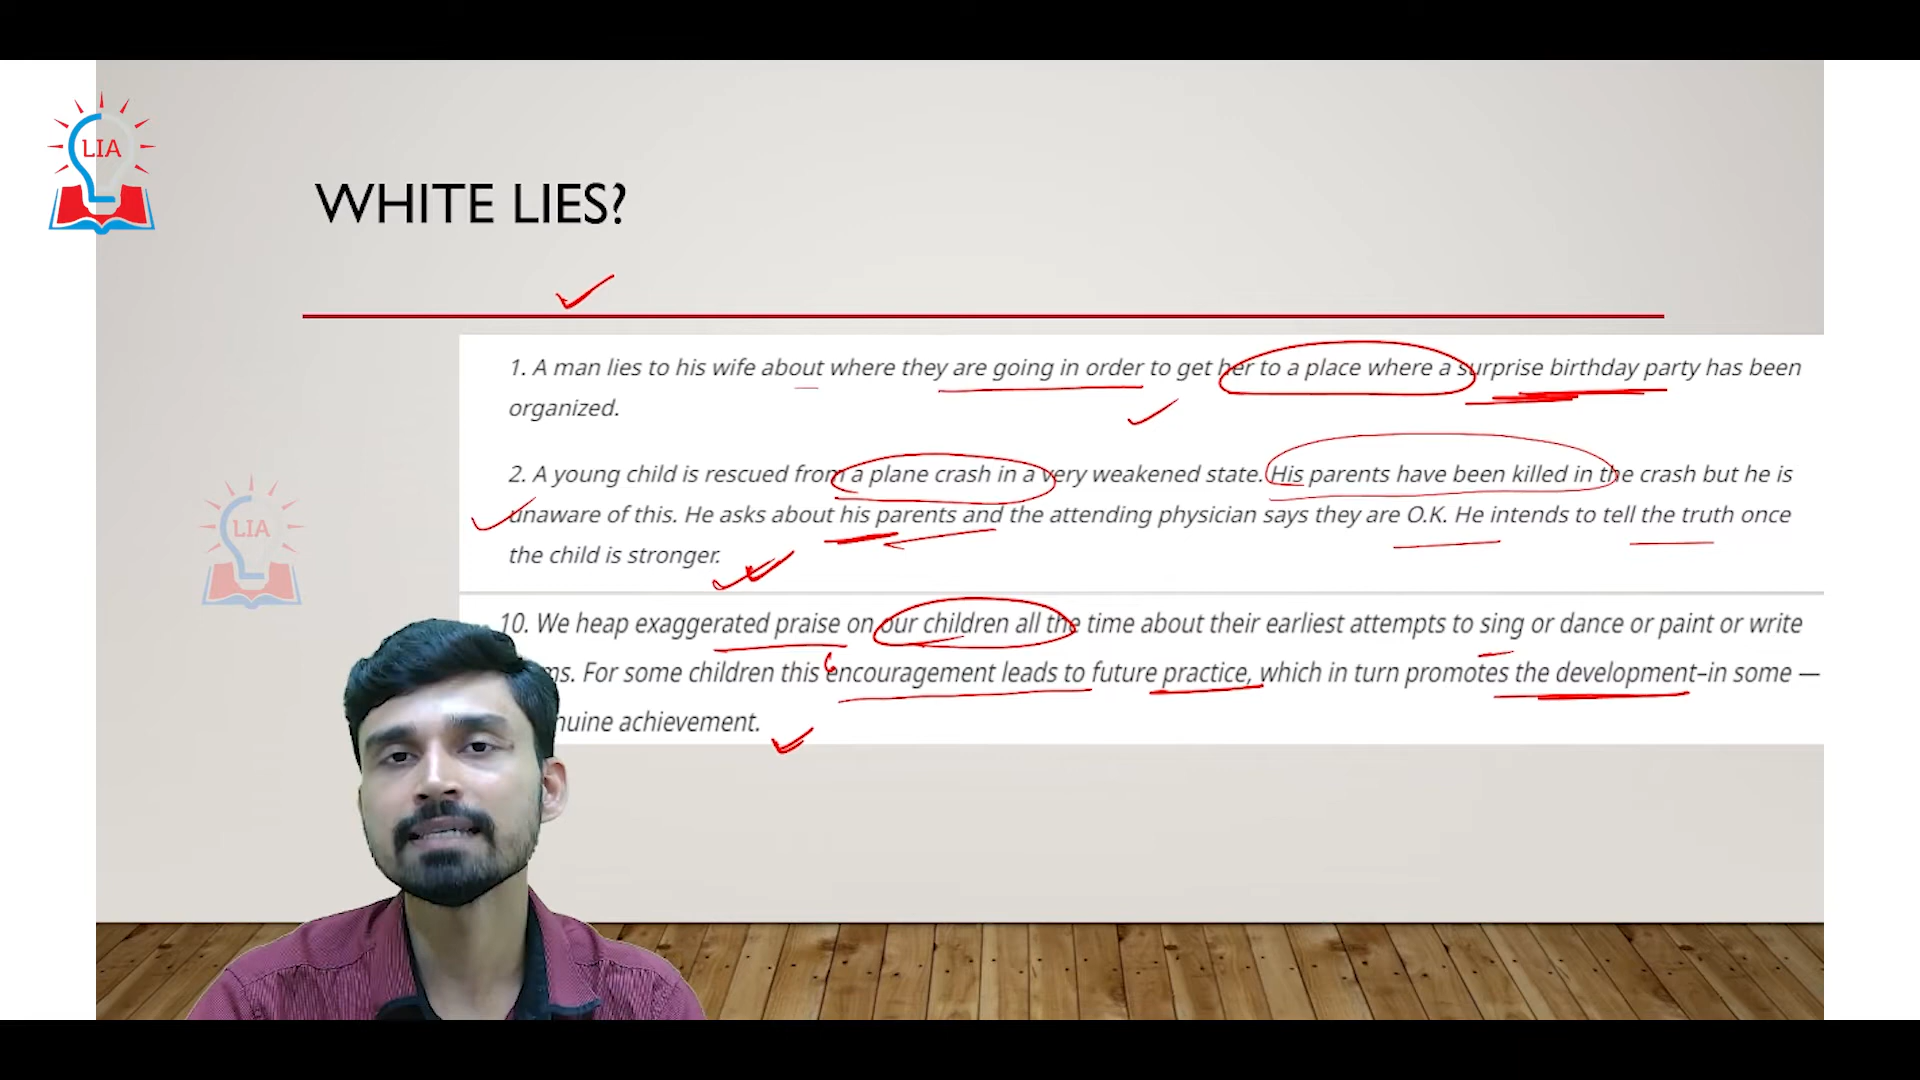 LIA
WHITE LIES?
1. A man lies to his wife about where they are going in order to get her to a place where a surprise birthday party has been
organized.
2. A young child is rescued from a plane crash in a very weakened state. His parents have been killed in the crash but he is
unaware of this. He asks about his parents and the attending physician says they are O.K. He intends to tell the truth once
the child is stronger.
LIA
10. We heap exaggerated praise on our children all the time about their earliest attempts to sing or dance or paint or write
For some children this encouragement leads to future practice, which in turn promotes the development–in some —
achievement.